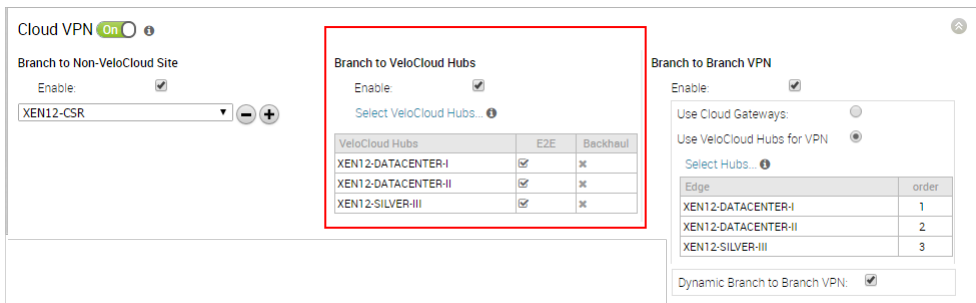 Cloud VPN On
Branch to Non-VeloCloud Site
Enable:
XEN12-CSR
Branch to VeloCloud Hubs
Enable:
Select VeloCloud Hubs...
VeloCloud Hubs E2E Backhaul
XEN12-DATACENTER-I
XEN12-DATACENTER-II
XEN12-SILVER-III
Branch to Branch VPN
Enable:
Use Cloud Gateways:
Use VeloCloud Hubs for VPN
Select Hubs...
Edge order
XEN12-DATACENTER-I 1
XEN12-DATACENTER-II 2
XEN12-SILVER-III 3
Dynamic Branch to Branch VPN: